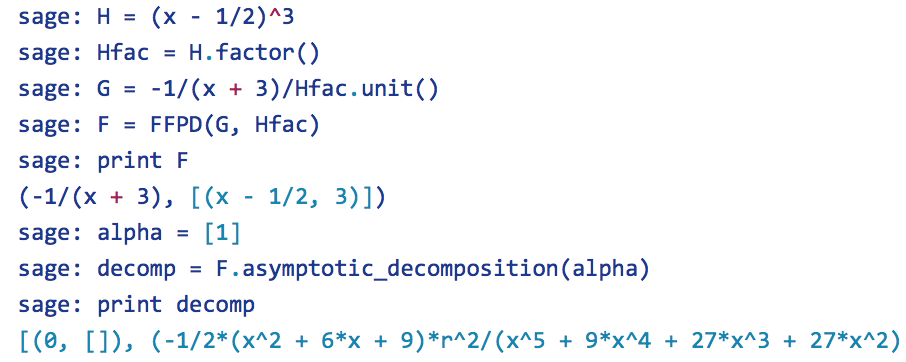 sage: H = (x - 1/2)^3
sage: Hfac = H.factor()
sage: G = -1/(x + 3)/Hfac.unit()
sage: F = FFPD(G, Hfac)
sage: print F
(-1/(x + 3), [(x - 1/2, 3)])
sage: alpha = [1]
sage: decomp = F.asymptotic_decomposition(alpha)
sage: print decomp
[(0, []), (-1/2*(x^2 + 6*x + 9)*r^2/(x^5 + 9*x^4 + 27*x^3 + 27*x^2)